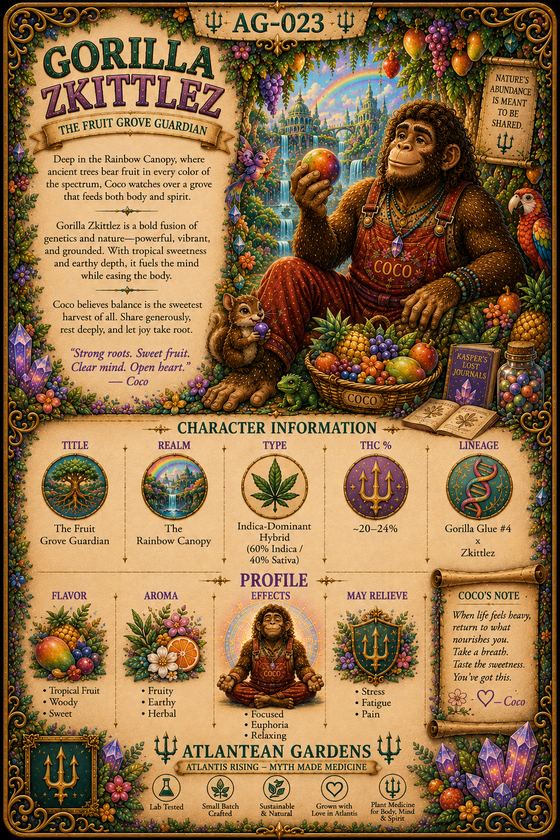 AG-023
GORILLA
ZKITTLEZ
THE FRUIT GROVE GUARDIAN
Deep in the Rainbow Canopy, where
ancient trees bear fruit in every color of
the spectrum, Coco watches over a grove
that feeds both body and spirit.
Gorilla Zkittlez is a bold fusion of
genetics and nature—powerful, vibrant,
and grounded. With tropical sweetness
and earthy depth, it fuels the mind
while easing the body.
Coco believes balance is the sweetest
harvest of all. Share generously,
rest deeply, and let joy take root.
"Strong roots. Sweet fruit.
Clear mind. Open heart."
— Coco
NATURE'S
ABUNDANCE
IS MEANT
TO BE
SHARED.
COCO
COCO
KASPER'S
LOST
JOURNALS
CHARACTER INFORMATION
TITLE
The Fruit
Grove Guardian
REALM
The
Rainbow Canopy
TYPE
Indica-Dominant
Hybrid
(60% Indica /
40% Sativa)
THC %
~20–24%
LINEAGE
Gorilla Glue #4
x
Zkittlez
PROFILE
FLAVOR
• Tropical Fruit
• Woody
• Sweet
AROMA
• Fruity
• Earthy
• Herbal
EFFECTS
COCO
• Focused
• Euphoria
• Relaxing
MAY RELIEVE
• Stress
• Fatigue
• Pain
COCO'S NOTE
When life feels heavy,
return to what
nourishes you.
Take a breath.
Taste the sweetness.
You've got this.
— Coco
ATLANTEAN GARDENS
ATLANTIS RISING – MYTH MADE MEDICINE
Lab Tested
Small Batch
Crafted
Sustainable
& Natural
Grown with
Love in Atlantis
Plant Medicine
for Body, Mind
& Spirit